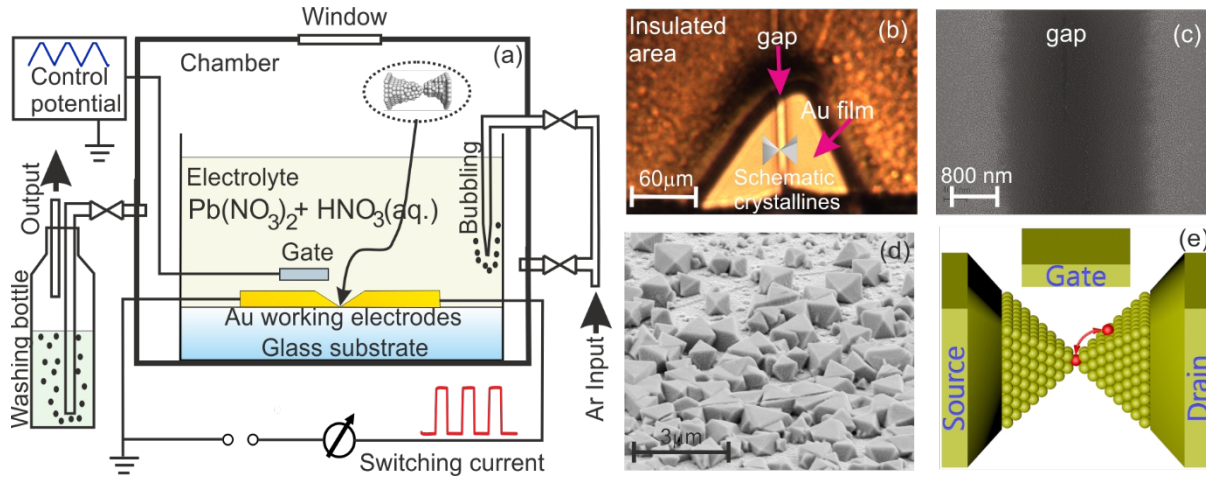 Window
(a)
Control
potential
Chamber
Output
Washing bottle
Electrolyte
Pb(NO3)2+ HNO3(aq.)
Bubbling
Gate
Au working electrodes
Glass substrate
Ar Input
Switching current
Insulated
area
(b)
gap
Au film
60μm
Schematic
crystallines
gap
(c)
800 nm
(d)
3μm
(e)
Gate
Source
Drain